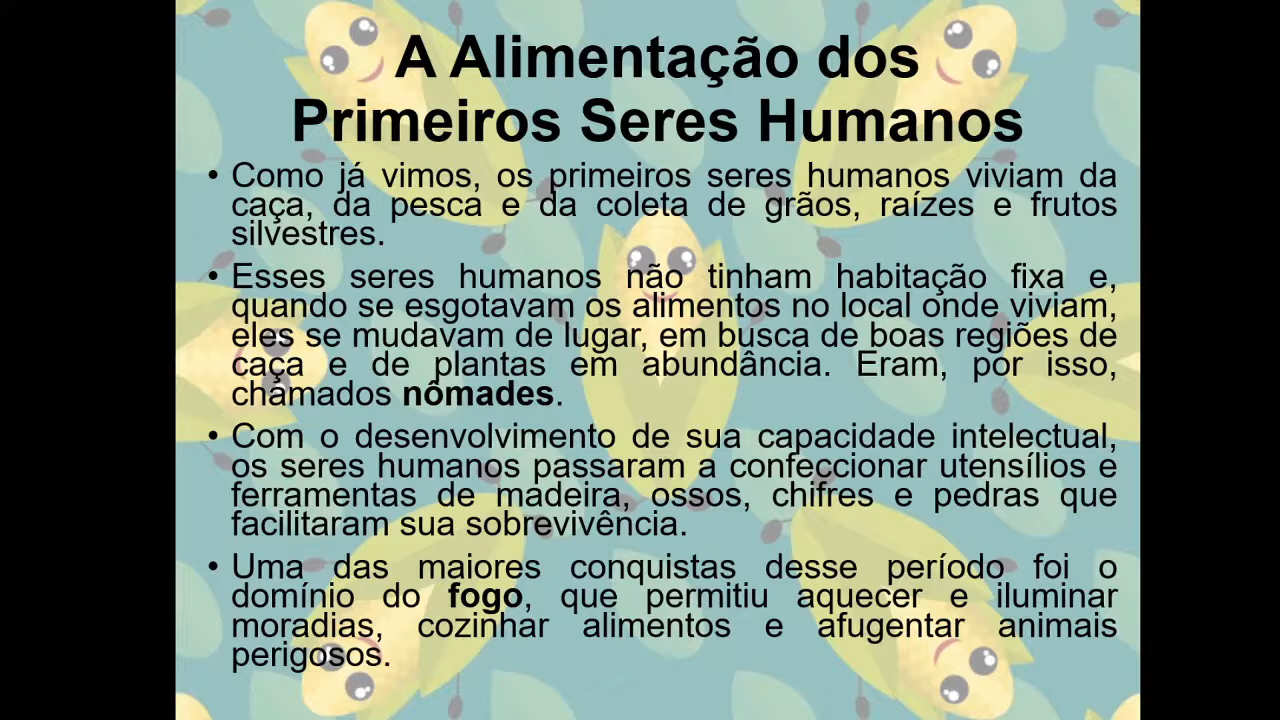 A Alimentação dos
Primeiros Seres Humanos
• Como já vimos, os primeiros seres humanos viviam da
caça, da pesca e da coleta de grãos, raízes e frutos
silvestres.
• Esses seres humanos não tinham habitação fixa e,
quando se esgotavam os alimentos no local onde viviam,
eles se mudavam de lugar, em busca de boas regiões de
caça e de plantas em abundância. Eram, por isso,
chamados nômades.
• Com o desenvolvimento de sua capacidade intelectual,
os seres humanos passaram a confeccionar utensílios e
ferramentas de madeira, ossos, chifres e pedras que
facilitaram sua sobrevivência.
• Uma das maiores conquistas desse período foi o
domínio do fogo, que permitiu aquecer e iluminar
moradias, cozinhar alimentos e afugentar animais
perigosos.